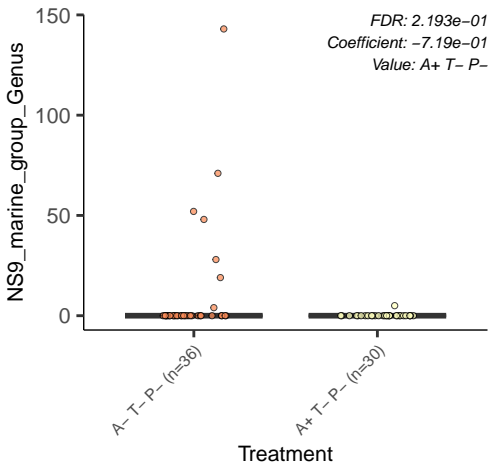 FDR: 2.193e−01
Coefficient: −7.19e−01
Value: A+ T− P−
NS9_marine_group_Genus
150
100
50
0
A− T− P− (n=36)
A+ T− P− (n=30)
Treatment